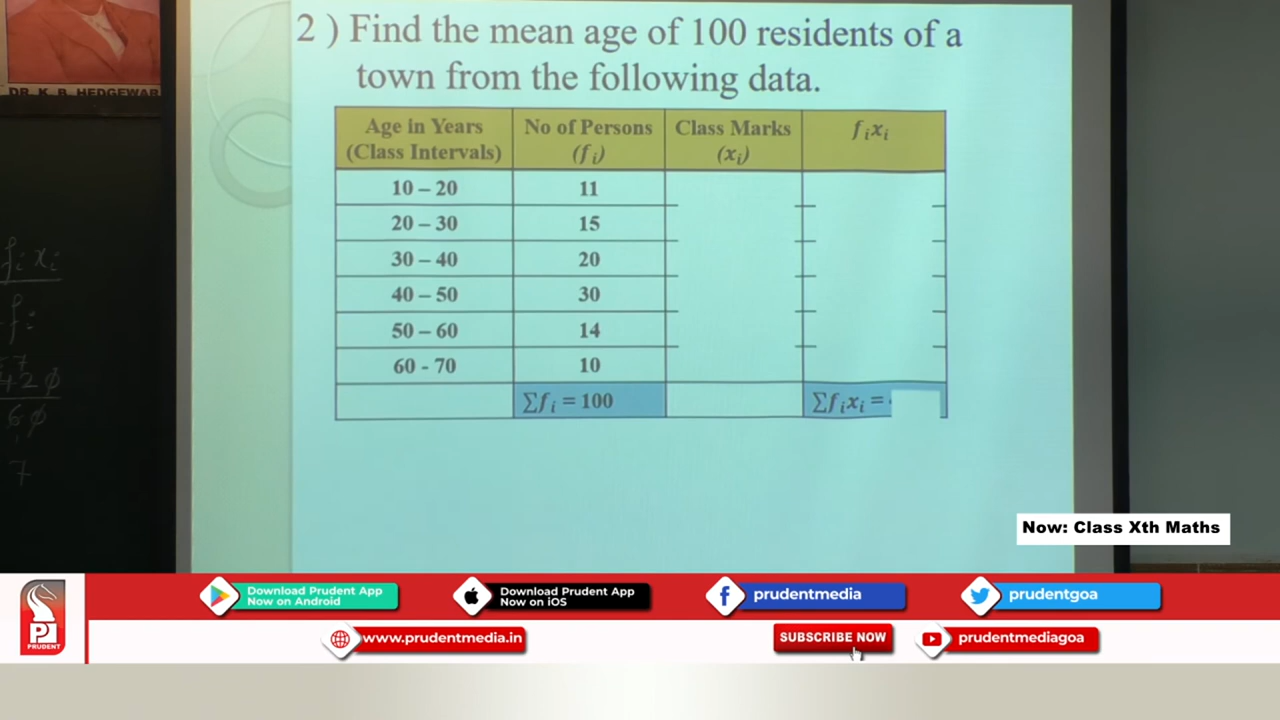 DR. K. B. HEDGEWAR
2 ) Find the mean age of 100 residents of a
town from the following data.
Age in Years (Class Intervals) No of Persons (fᵢ) Class Marks (xᵢ) fᵢxᵢ
10 – 20 11
20 – 30 15
30 – 40 20
40 – 50 30
50 – 60 14
60 - 70 10
∑fᵢ = 100 ∑fᵢxᵢ =
fᵢ xᵢ
7
Now: Class Xth Maths
Download Prudent App
Now on Android
Download Prudent App
Now on iOS
prudentmedia
prudentgoa
PRUDENT
www.prudentmedia.in
SUBSCRIBE NOW
prudentmediagoa